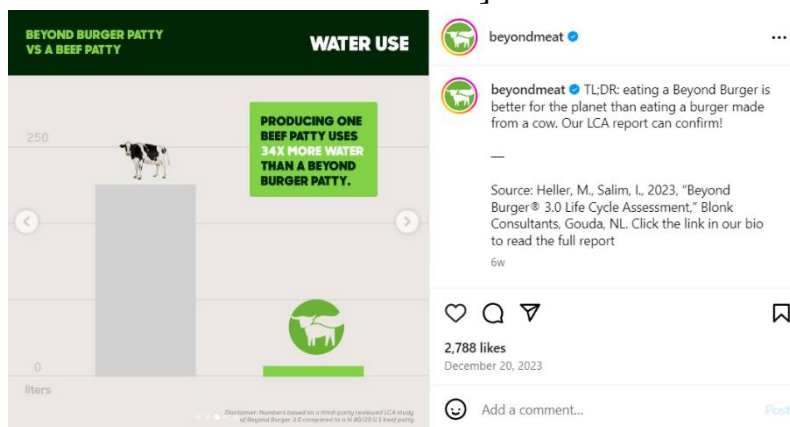 BEYOND BURGER PATTY
VS A BEEF PATTY
WATER USE
PRODUCING ONE
BEEF PATTY USES
34X MORE WATER
THAN A BEYOND
BURGER PATTY.
250
0
liters
Disclaimer: Numbers based on a third-party reviewed LCA study
of Beyond Burger 3.0 compared to a ¼ 80/20 U.S beef patty
beyondmeat
beyondmeat TL;DR: eating a Beyond Burger is
better for the planet than eating a burger made
from a cow. Our LCA report can confirm!
—
Source: Heller, M., Salim, I., 2023, “Beyond
Burger® 3.0 Life Cycle Assessment,” Blonk
Consultants, Gouda, NL. Click the link in our bio
to read the full report
6w
2,788 likes
December 20, 2023
Add a comment...
Post